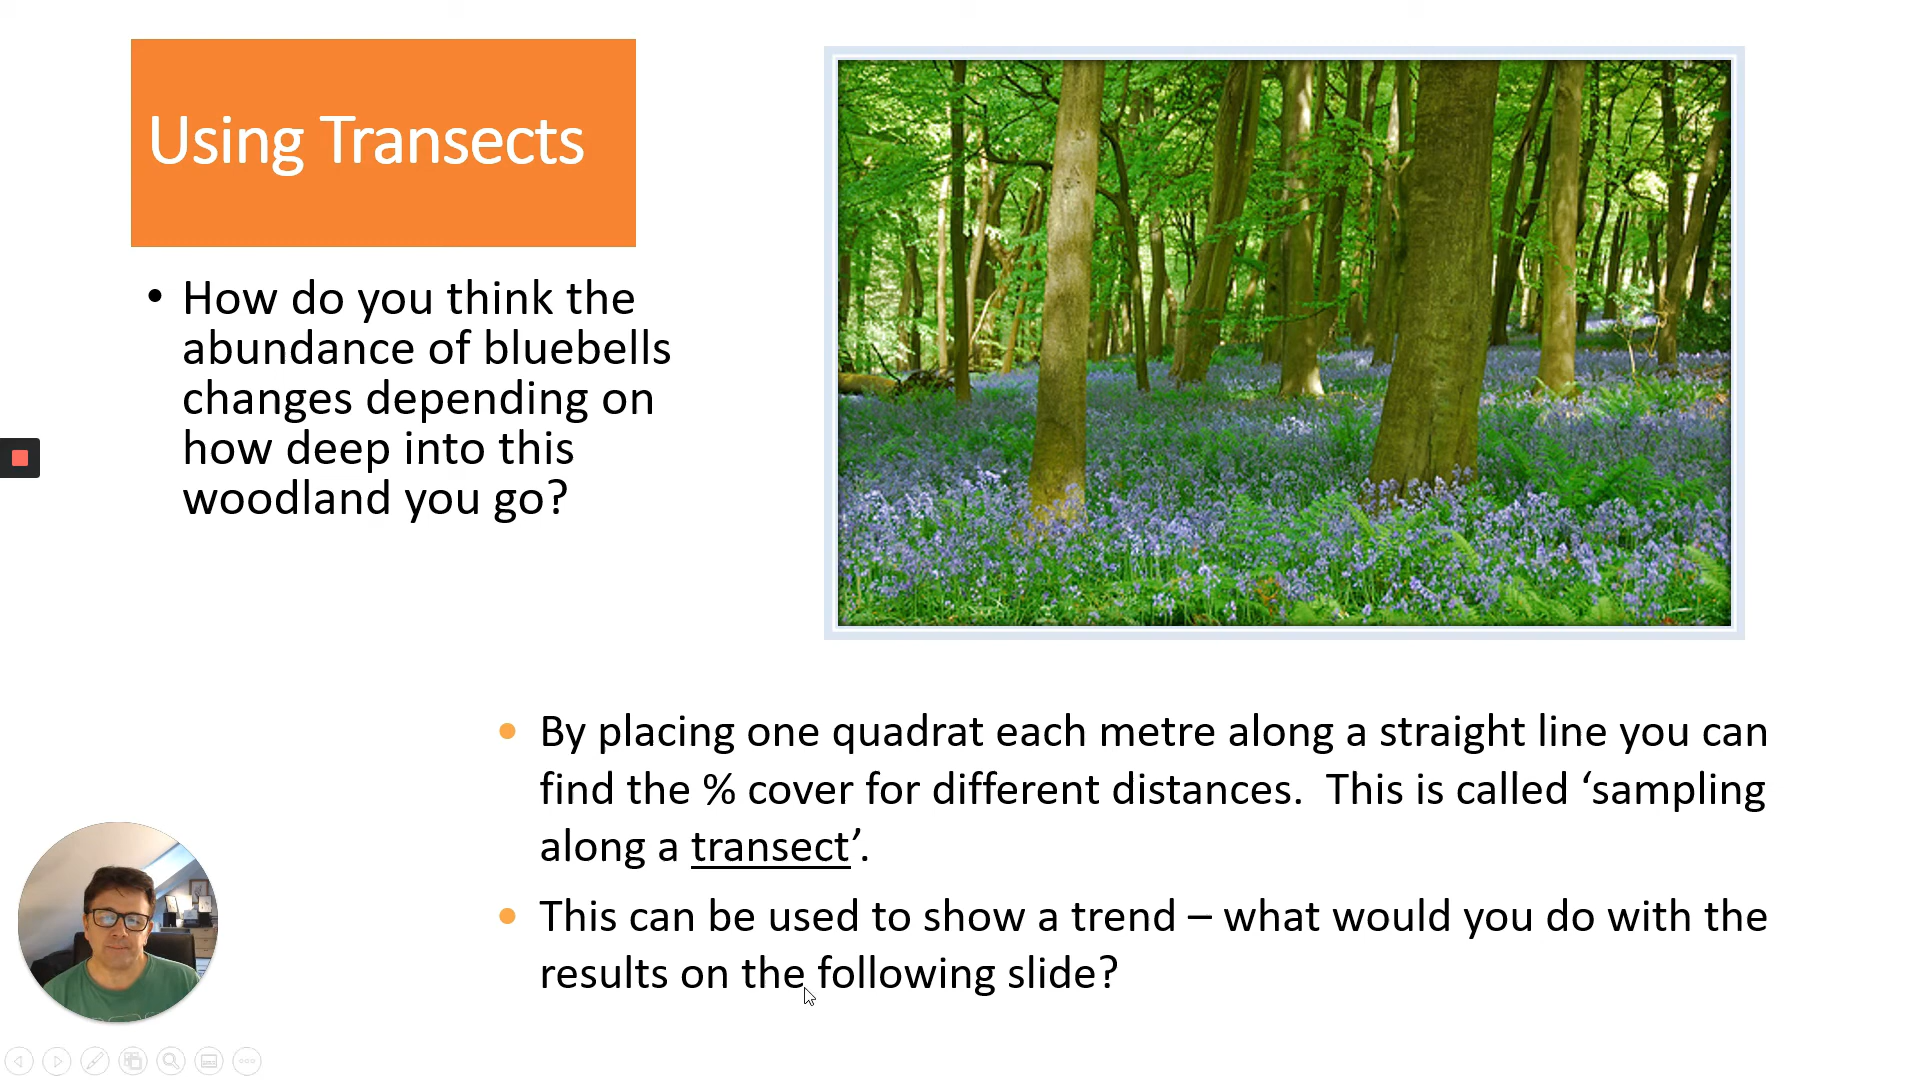 Using Transects
• How do you think the
abundance of bluebells
changes depending on
how deep into this
woodland you go?
• By placing one quadrat each metre along a straight line you can
find the % cover for different distances.  This is called ‘sampling
along a transect’.
• This can be used to show a trend – what would you do with the
results on the following slide?